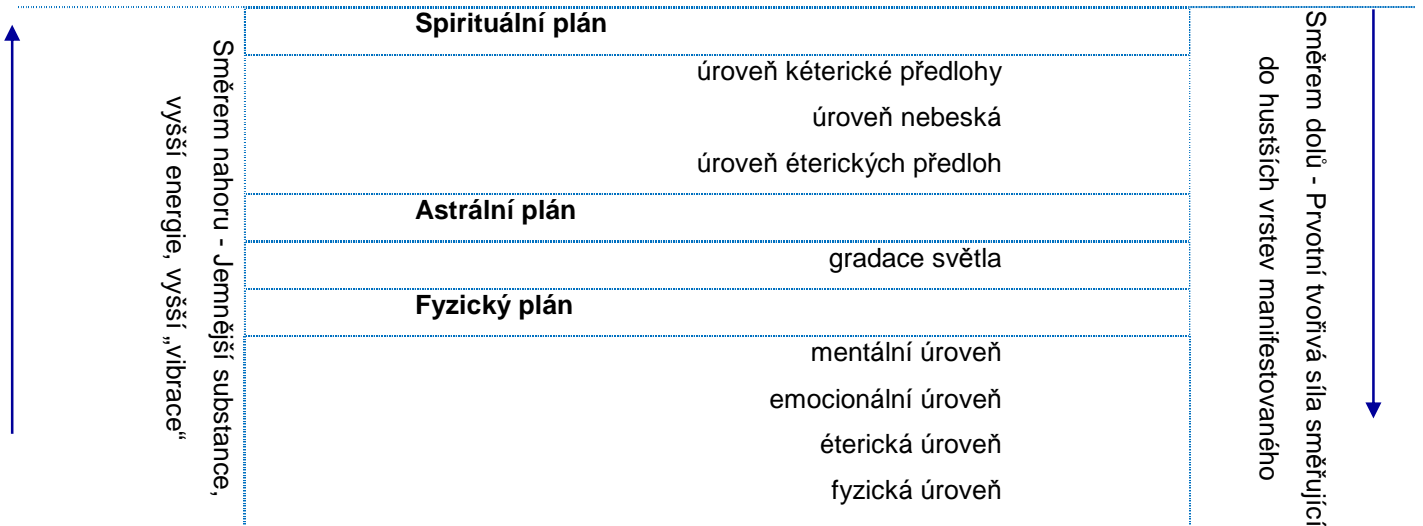 Směrem nahoru - Jemnější substance,
vyšší energie, vyšší „vibrace“
Spirituální plán
úroveň kéterické předlohy
úroveň nebeská
úroveň éterických předloh
Astrální plán
gradace světla
Fyzický plán
mentální úroveň
emocionální úroveň
éterická úroveň
fyzická úroveň
Směrem dolů - Prvotní tvořivá síla směřující
do hustších vrstev manifestovaného